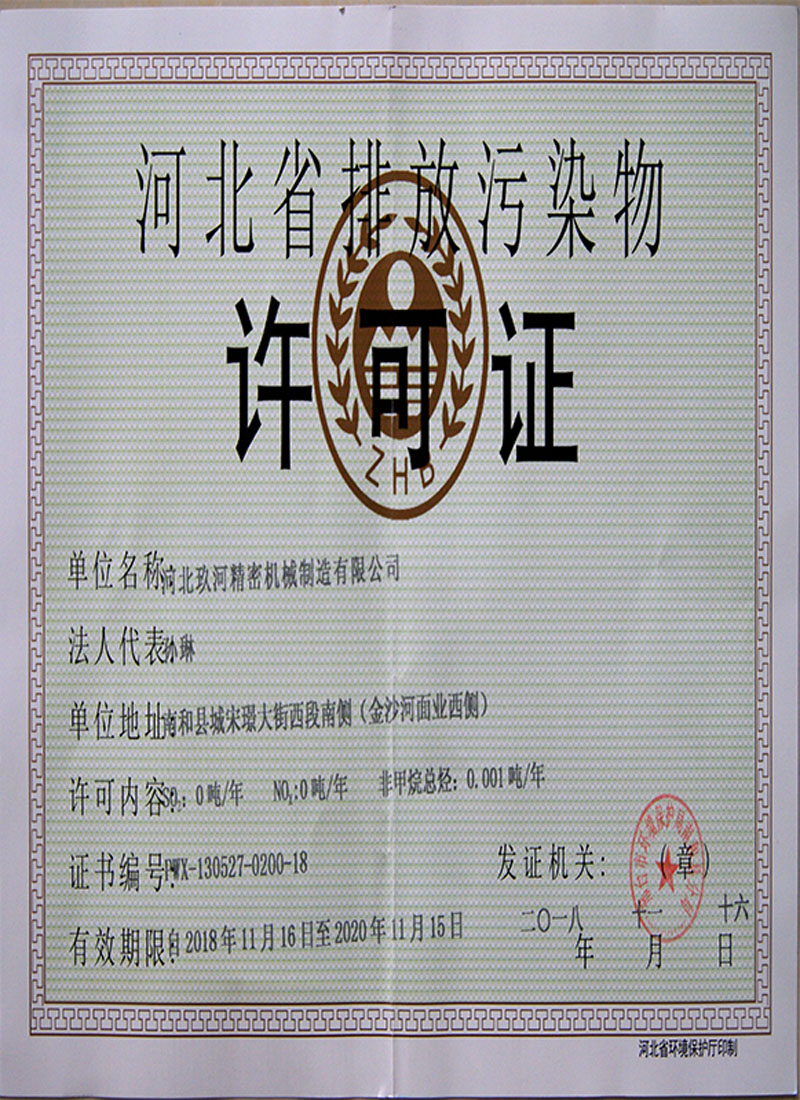 河北省排放污染物
许可证
ZHB
单位名称:河北玖河精密机械制造有限公司
法人代表:孙琳
单位地址:南和县城宋璟大街西段南侧（金沙河面业西侧）
许可内容:SO₂：0吨/年 NOₓ:0吨/年 非甲烷总烃：0.001吨/年
证书编号:PWX-130527-0200-18
发证机关:（章）
有效期限:自2018年11月16日至2020年11月15日
二〇一八年十一月十六日
河北省环境保护厅印制